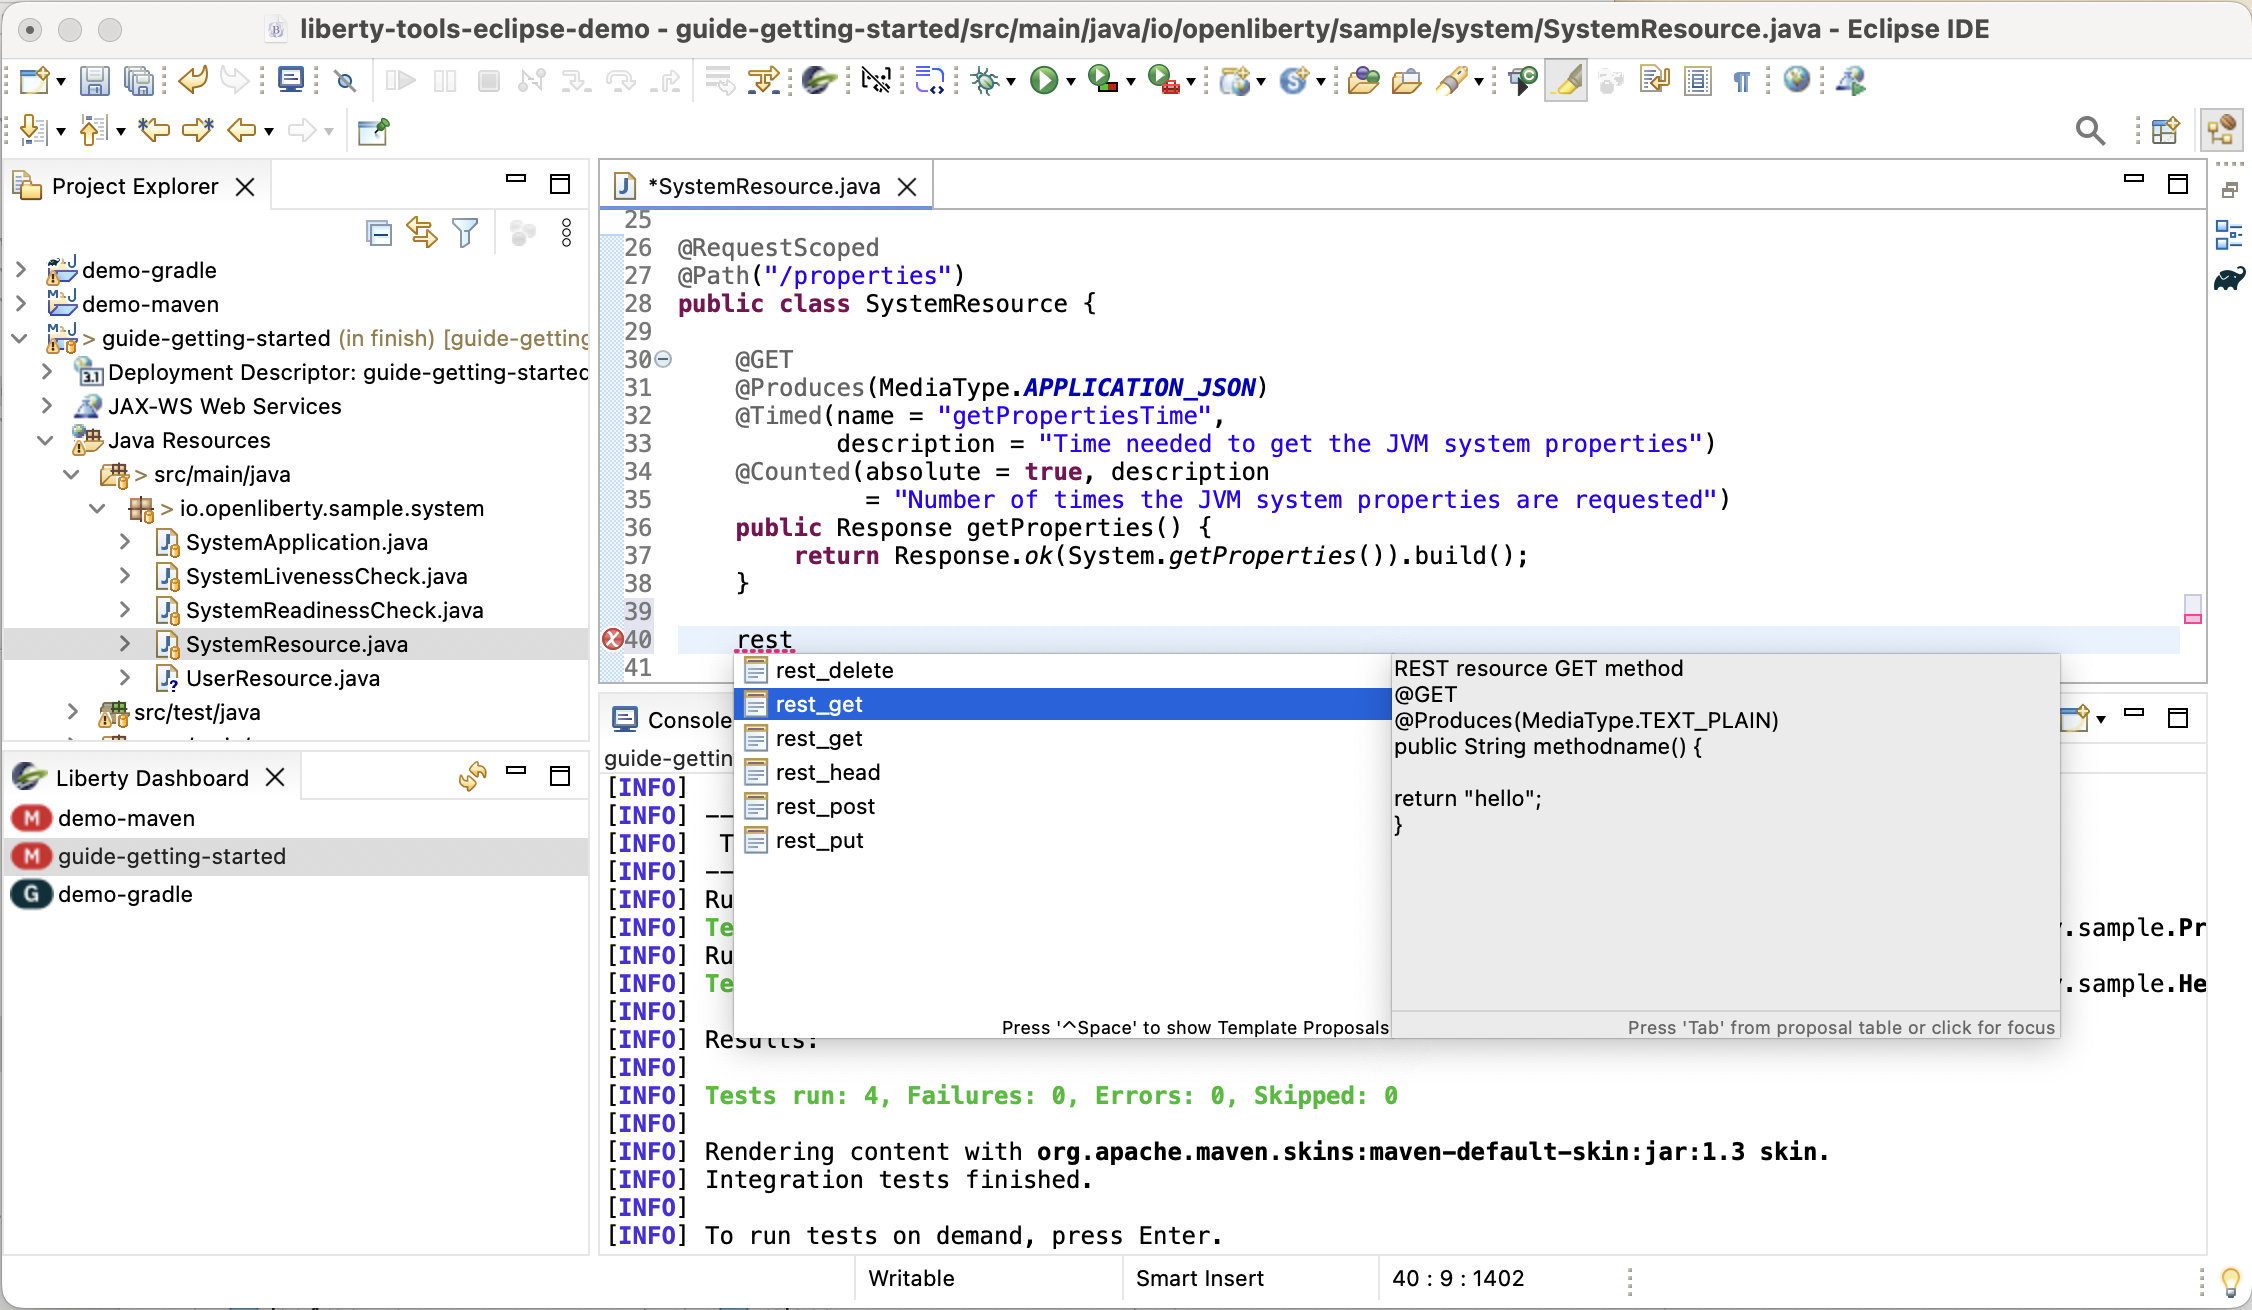 liberty-tools-eclipse-demo - guide-getting-started/src/main/java/io/openliberty/sample/system/SystemResource.java - Eclipse IDE
Project Explorer
demo-gradle
demo-maven
> guide-getting-started (in finish) [guide-getting
Deployment Descriptor: guide-getting-started
JAX-WS Web Services
Java Resources
> src/main/java
> io.openliberty.sample.system
SystemApplication.java
SystemLivenessCheck.java
SystemReadinessCheck.java
SystemResource.java
UserResource.java
src/test/java
Liberty Dashboard
M demo-maven
M guide-getting-started
G demo-gradle
*SystemResource.java
25
26 @RequestScoped
27 @Path("/properties")
28 public class SystemResource {
29
30 @GET
31 @Produces(MediaType.APPLICATION_JSON)
32 @Timed(name = "getPropertiesTime",
33 description = "Time needed to get the JVM system properties")
34 @Counted(absolute = true, description
35 = "Number of times the JVM system properties are requested")
36 public Response getProperties() {
37 return Response.ok(System.getProperties()).build();
38 }
39
40 rest
41
rest_delete
rest_get
rest_get
rest_head
rest_post
rest_put
Press '^Space' to show Template Proposals
REST resource GET method
@GET
@Produces(MediaType.TEXT_PLAIN)
public String methodname() {
return "hello";
}
Press 'Tab' from proposal table or click for focus
Console
guide-gettin
[INFO]
[INFO] --
[INFO] T
[INFO] --
[INFO] Ru
[INFO] Te .sample.Pr
[INFO] Ru
[INFO] Te .sample.He
[INFO]
[INFO] Results:
[INFO]
[INFO] Tests run: 4, Failures: 0, Errors: 0, Skipped: 0
[INFO]
[INFO] Rendering content with org.apache.maven.skins:maven-default-skin:jar:1.3 skin.
[INFO] Integration tests finished.
[INFO]
[INFO] To run tests on demand, press Enter.
Writable
Smart Insert
40 : 9 : 1402